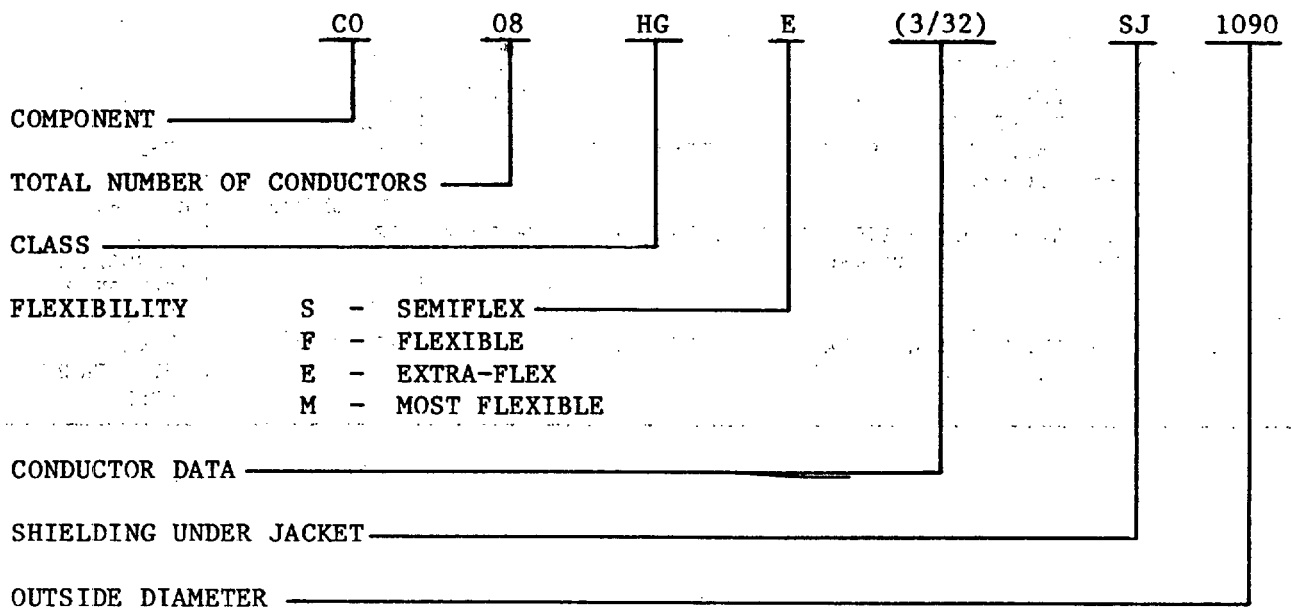 CO 08 HG E (3/32) SJ 1090
COMPONENT
TOTAL NUMBER OF CONDUCTORS
CLASS
FLEXIBILITY S - SEMIFLEX
F - FLEXIBLE
E - EXTRA-FLEX
M - MOST FLEXIBLE
CONDUCTOR DATA
SHIELDING UNDER JACKET
OUTSIDE DIAMETER